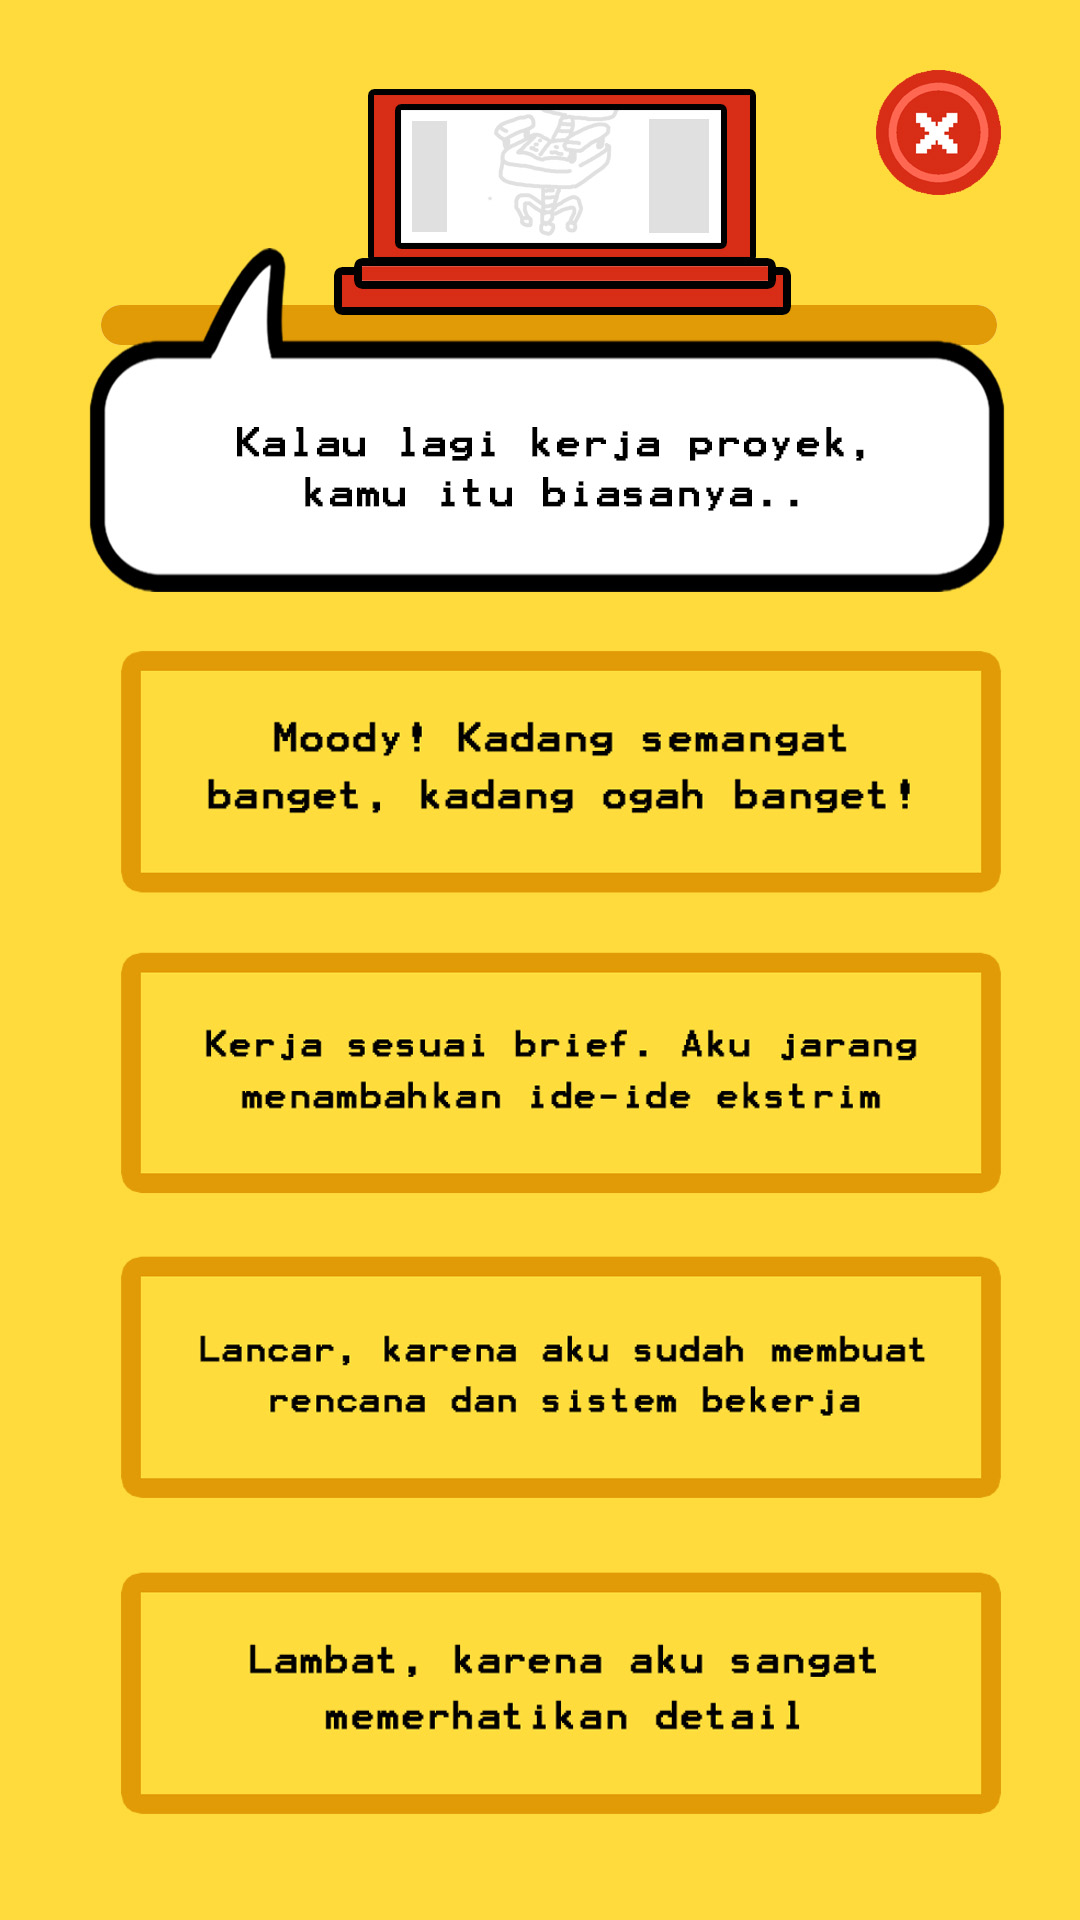 Kalau lagi kerja proyek,
kamu itu biasanya..
Moody! Kadang semangat
banget, kadang ogah banget!
Kerja sesuai brief. Aku jarang
menambahkan ide-ide ekstrim
Lancar, karena aku sudah membuat
rencana dan sistem bekerja
Lambat, karena aku sangat
memerhatikan detail